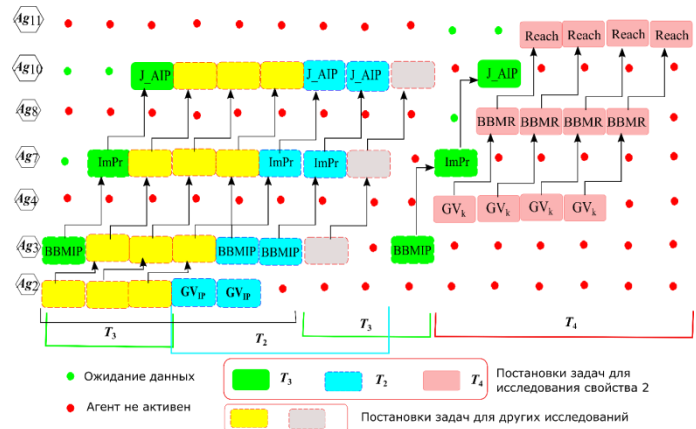 Ag11
Reach Reach Reach Reach
Ag10
J_AIP J_AIP J_AIP J_AIP
Ag8
BBMR BBMR BBMR BBMR
Ag7
ImPr ImPr ImPr ImPr
Ag4
GVk GVk GVk GVk
Ag3
BBMIP BBMIP BBMIP BBMIP
Ag2
GVIP GVIP
T3 T2 T3 T4
Ожидание данных
Агент не активен
T3 T2 T4
Постановки задач для
исследования свойства 2
Постановки задач для других исследований